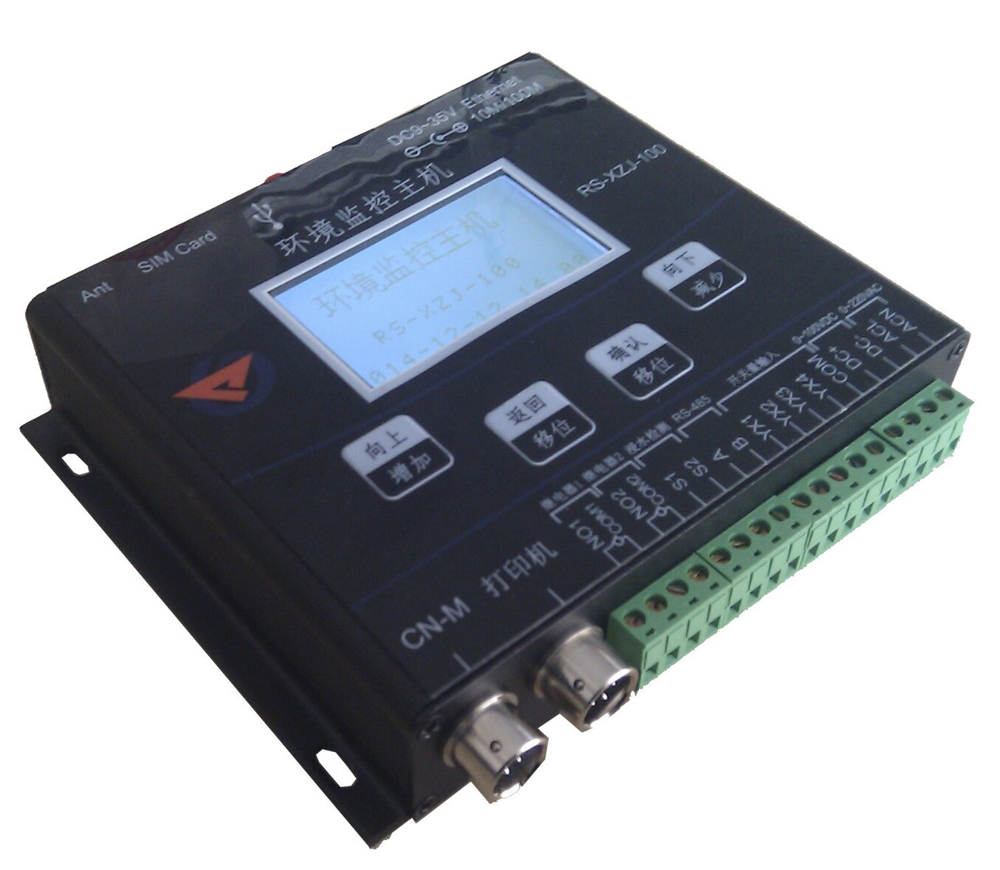 DC9~35V Ethernet
10M/100M
环境监控主机
RS-XZJ-100
SIM Card
Ant
环境监控主机
RS-XZJ-100
014-12-12 14
向上
增加
返回
移位
确认
移位
向下
减少
继电器1 继电器2 浸水检测 RS-485 开关量输入 0~100VDC 0~220VAC
NO1 COM1 NO2 S1 S2 A B YX1 YX2 YX3 YX4 COM DC+ DC- ACL ACN
CN-M 打印机